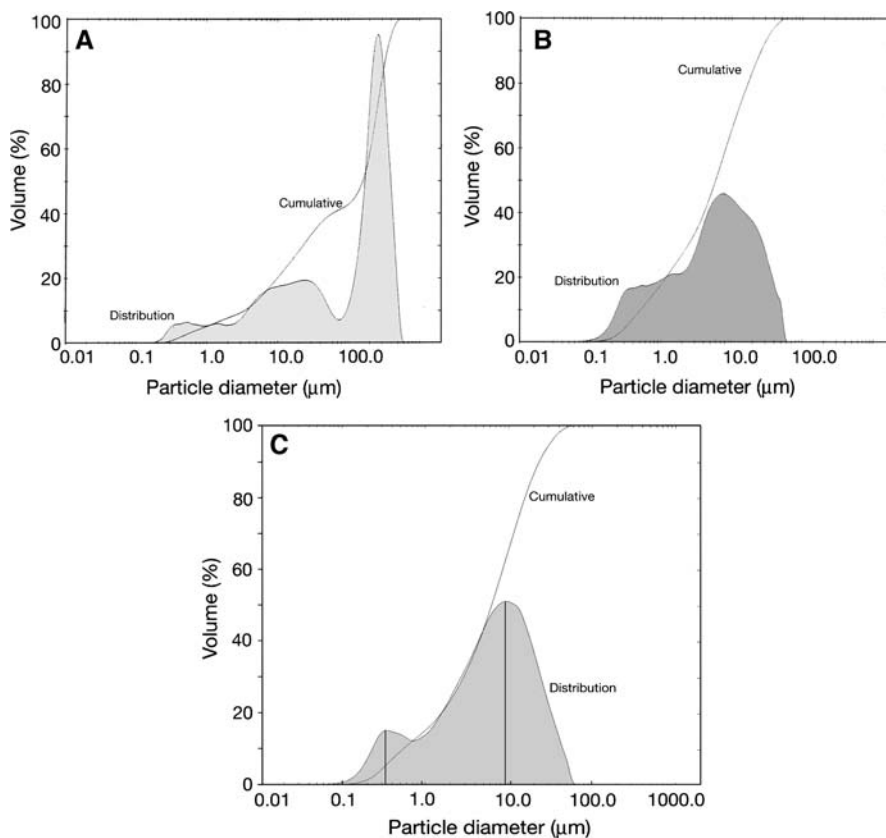 A
100
80
60
40
20
0
Volume (%)
Cumulative
Distribution
0.01 0.1 1.0 10.0 100.0
Particle diameter (μm)
B
100
80
60
40
20
0
Volume (%)
Cumulative
Distribution
0.01 0.1 1.0 10.0 100.0
Particle diameter (μm)
C
100
80
60
40
20
0
Volume (%)
Cumulative
Distribution
0.01 0.1 1.0 10.0 100.0 1000.0
Particle diameter (μm)